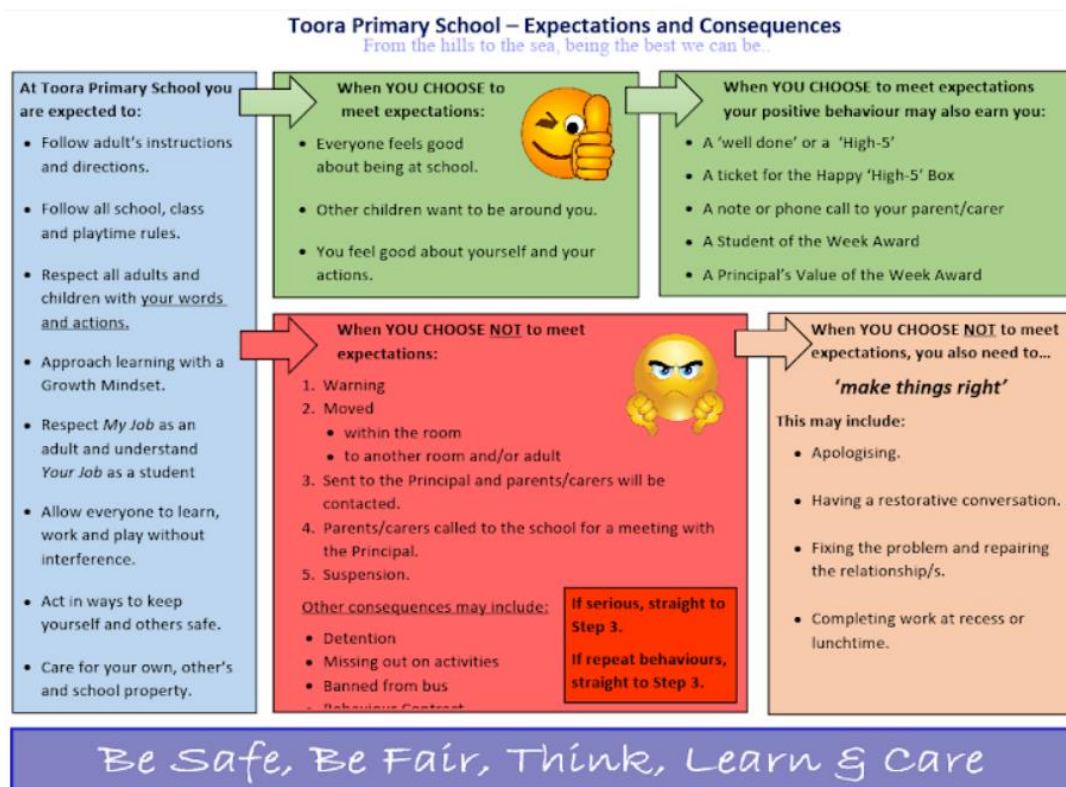 Toora Primary School – Expectations and Consequences
From the hills to the sea, being the best we can be..
At Toora Primary School you
are expected to:
• Follow adult's instructions
and directions.
• Follow all school, class
and playtime rules.
• Respect all adults and
children with your words
and actions.
• Approach learning with a
Growth Mindset.
• Respect My Job as an
adult and understand
Your Job as a student
• Allow everyone to learn,
work and play without
interference.
• Act in ways to keep
yourself and others safe.
• Care for your own, other's
and school property.
When YOU CHOOSE to
meet expectations:
• Everyone feels good
about being at school.
• Other children want to be around you.
• You feel good about yourself and your
actions.
When YOU CHOOSE to meet expectations
your positive behaviour may also earn you:
• A 'well done' or a 'High-5'
• A ticket for the Happy 'High-5' Box
• A note or phone call to your parent/carer
• A Student of the Week Award
• A Principal's Value of the Week Award
When YOU CHOOSE NOT to meet
expectations:
1. Warning
2. Moved
• within the room
• to another room and/or adult
3. Sent to the Principal and parents/carers will be
contacted.
4. Parents/carers called to the school for a meeting with
the Principal.
5. Suspension.
Other consequences may include:
• Detention
• Missing out on activities
• Banned from bus
• Behaviour Contract
If serious, straight to
Step 3.
If repeat behaviours,
straight to Step 3.
When YOU CHOOSE NOT to meet
expectations, you also need to…
'make things right'
This may include:
• Apologising.
• Having a restorative conversation.
• Fixing the problem and repairing
the relationship/s.
• Completing work at recess or
lunchtime.
Be Safe, Be Fair, Think, Learn & Care